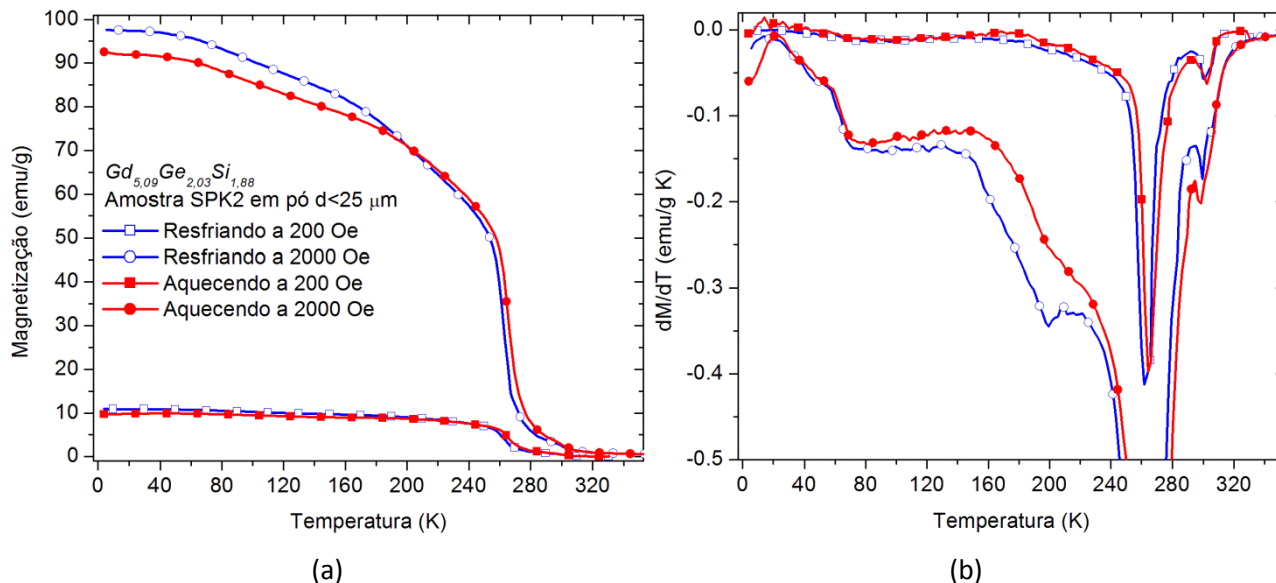 (a)
100
90
80
70
60
50
40
30
20
10
0
Magnetização (emu/g)
Gd5,09Ge2,03Si1,88
Amostra SPK2 em pó d<25 μm
Resfriando a 200 Oe
Resfriando a 2000 Oe
Aquecendo a 200 Oe
Aquecendo a 2000 Oe
0 40 80 120 160 200 240 280 320
Temperatura (K)
(a)
b)
0.0
-0.1
-0.2
-0.3
-0.4
-0.5
dM/dT (emu/g K)
0 40 80 120 160 200 240 280 320
Temperatura (K)
(b)